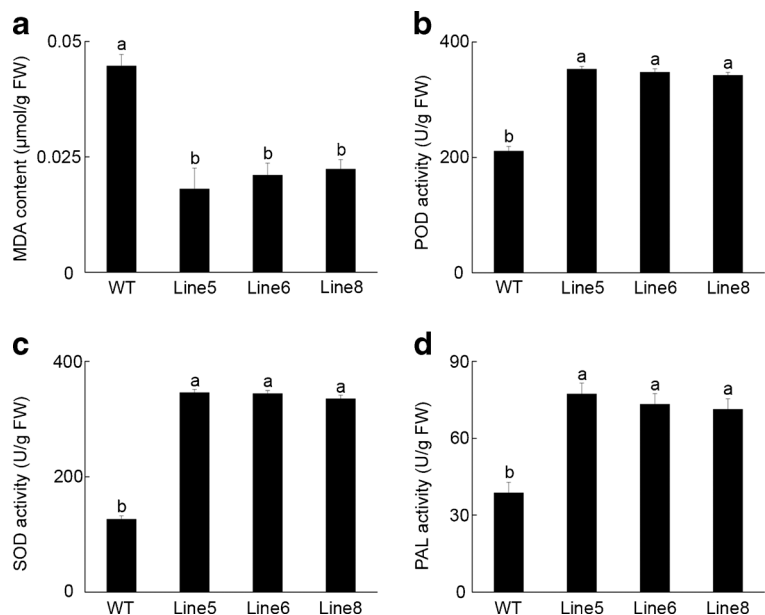 a
MDA content (µmol/g FW)
0.05
0.025
0
a
b
b
b
WT Line5 Line6 Line8
b
POD activity (U/g FW)
400
200
0
b
a
a
a
WT Line5 Line6 Line8
c
SOD activity (U/g FW)
400
200
0
b
a
a
a
WT Line5 Line6 Line8
d
PAL activity (U/g FW)
90
60
30
0
b
a
a
a
WT Line5 Line6 Line8